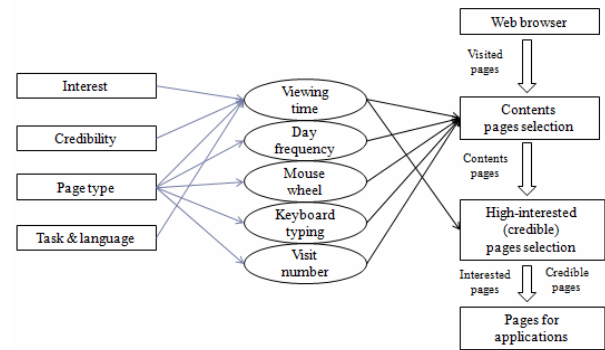 Interest
Credibility
Page type
Task & language
Viewing
time
Day
frequency
Mouse
wheel
Keyboard
typing
Visit
number
Web browser
Visited
pages
Contents
pages selection
Contents
pages
High-interested
(credible)
pages selection
Interested
pages
Credible
pages
Pages for
applications